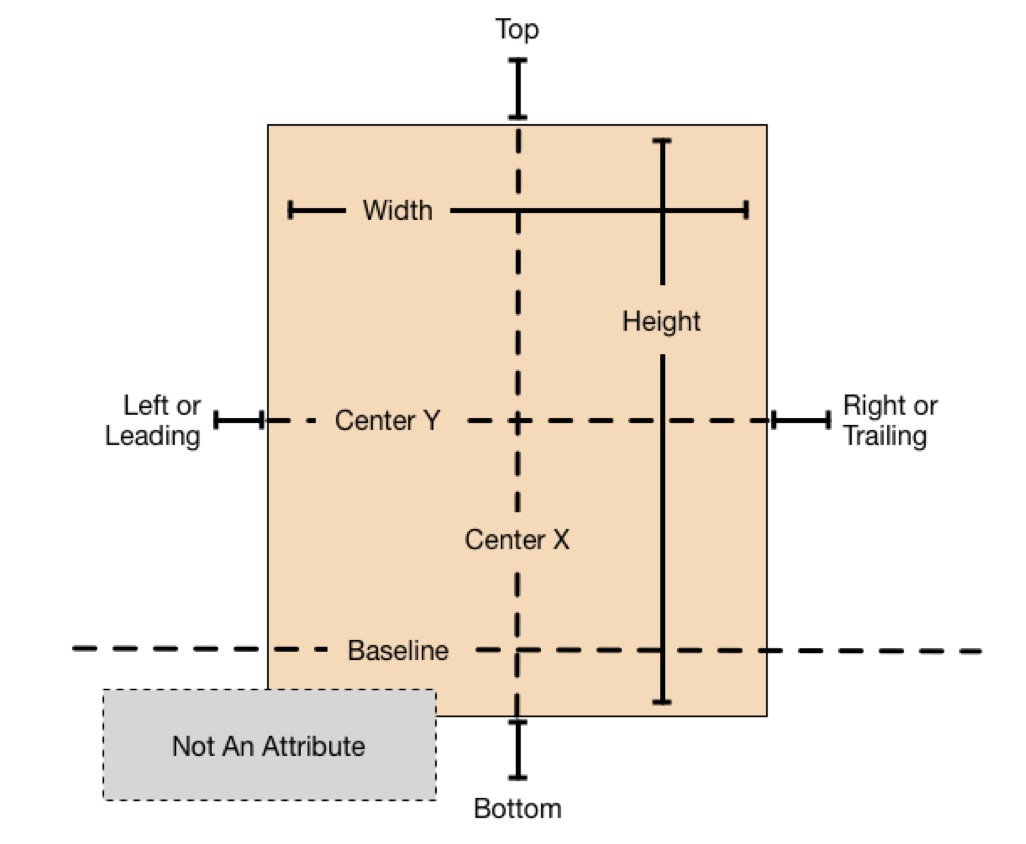 Top
Width
Height
Left or
Leading
Center Y
Right or
Trailing
Center X
Baseline
Not An Attribute
Bottom